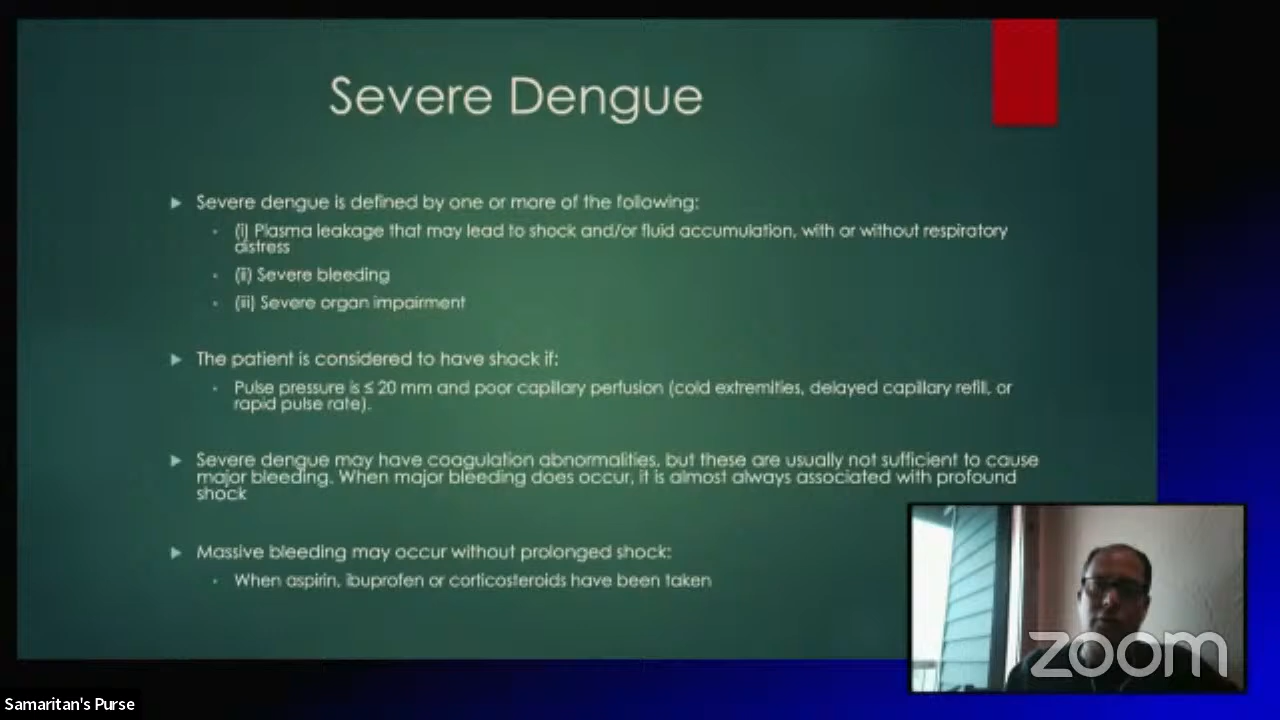 Severe Dengue
Severe dengue is defined by one or more of the following:
(i) Plasma leakage that may lead to shock and/or fluid accumulation, with or without respiratory
distress
(ii) Severe bleeding
(iii) Severe organ impairment
The patient is considered to have shock if:
Pulse pressure is ≤ 20 mm and poor capillary perfusion (cold extremities, delayed capillary refill, or
rapid pulse rate).
Severe dengue may have coagulation abnormalities, but these are usually not sufficient to cause
major bleeding. When major bleeding does occur, it is almost always associated with profound
shock
Massive bleeding may occur without prolonged shock:
When aspirin, ibuprofen or corticosteroids have been taken
zoom
Samaritan's Purse